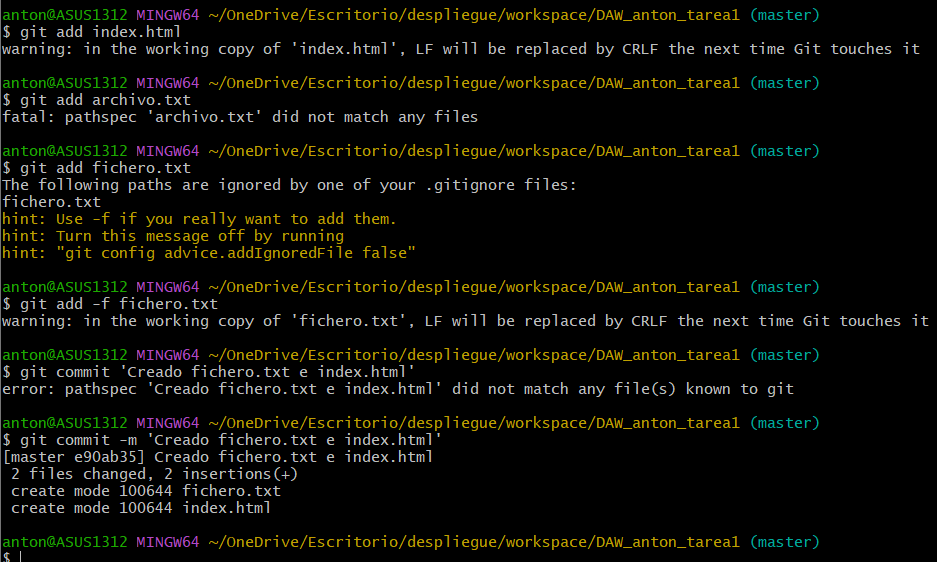 anton@ASUS1312 MINGW64 ~/OneDrive/Escritorio/despliegue/workspace/DAW_anton_tarea1 (master)
$ git add index.html
warning: in the working copy of 'index.html', LF will be replaced by CRLF the next time Git touches it
anton@ASUS1312 MINGW64 ~/OneDrive/Escritorio/despliegue/workspace/DAW_anton_tarea1 (master)
$ git add archivo.txt
fatal: pathspec 'archivo.txt' did not match any files
anton@ASUS1312 MINGW64 ~/OneDrive/Escritorio/despliegue/workspace/DAW_anton_tarea1 (master)
$ git add fichero.txt
The following paths are ignored by one of your .gitignore files:
fichero.txt
hint: Use -f if you really want to add them.
hint: Turn this message off by running
hint: "git config advice.addIgnoredFile false"
anton@ASUS1312 MINGW64 ~/OneDrive/Escritorio/despliegue/workspace/DAW_anton_tarea1 (master)
$ git add -f fichero.txt
warning: in the working copy of 'fichero.txt', LF will be replaced by CRLF the next time Git touches it
anton@ASUS1312 MINGW64 ~/OneDrive/Escritorio/despliegue/workspace/DAW_anton_tarea1 (master)
$ git commit 'Creado fichero.txt e index.html'
error: pathspec 'Creado fichero.txt e index.html' did not match any file(s) known to git
anton@ASUS1312 MINGW64 ~/OneDrive/Escritorio/despliegue/workspace/DAW_anton_tarea1 (master)
$ git commit -m 'Creado fichero.txt e index.html'
[master e90ab35] Creado fichero.txt e index.html
 2 files changed, 2 insertions(+)
 create mode 100644 fichero.txt
 create mode 100644 index.html
anton@ASUS1312 MINGW64 ~/OneDrive/Escritorio/despliegue/workspace/DAW_anton_tarea1 (master)
$